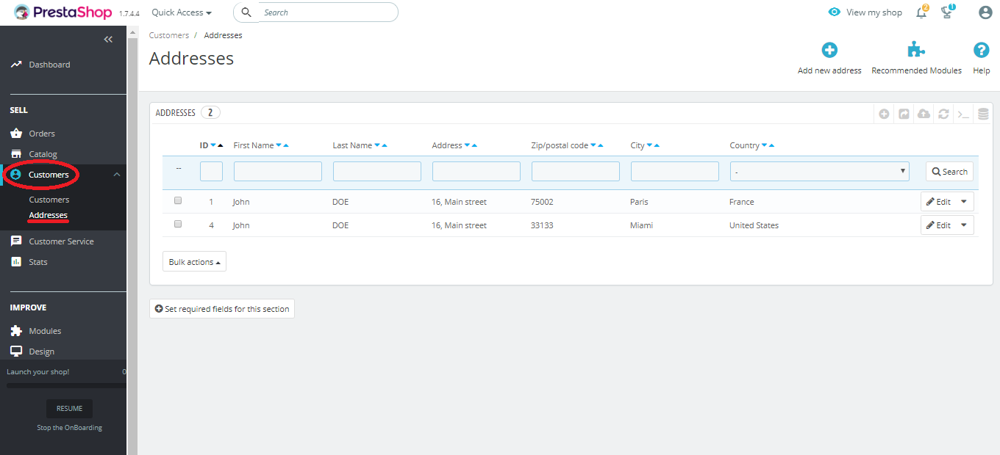 PrestaShop 1.7.4.4 Quick Access Search View my shop 2 1
Customers / Addresses
Addresses
Add new address Recommended Modules Help
Dashboard
SELL
Orders
Catalog
Customers
Customers
Addresses
Customer Service
Stats
IMPROVE
Modules
Design
Launch your shop! 0
RESUME
Stop the OnBoarding
ADDRESSES 2
ID First Name Last Name Address Zip/postal code City Country
-- - Search
1 John DOE 16, Main street 75002 Paris France Edit
4 John DOE 16, Main street 33133 Miami United States Edit
Bulk actions
Set required fields for this section